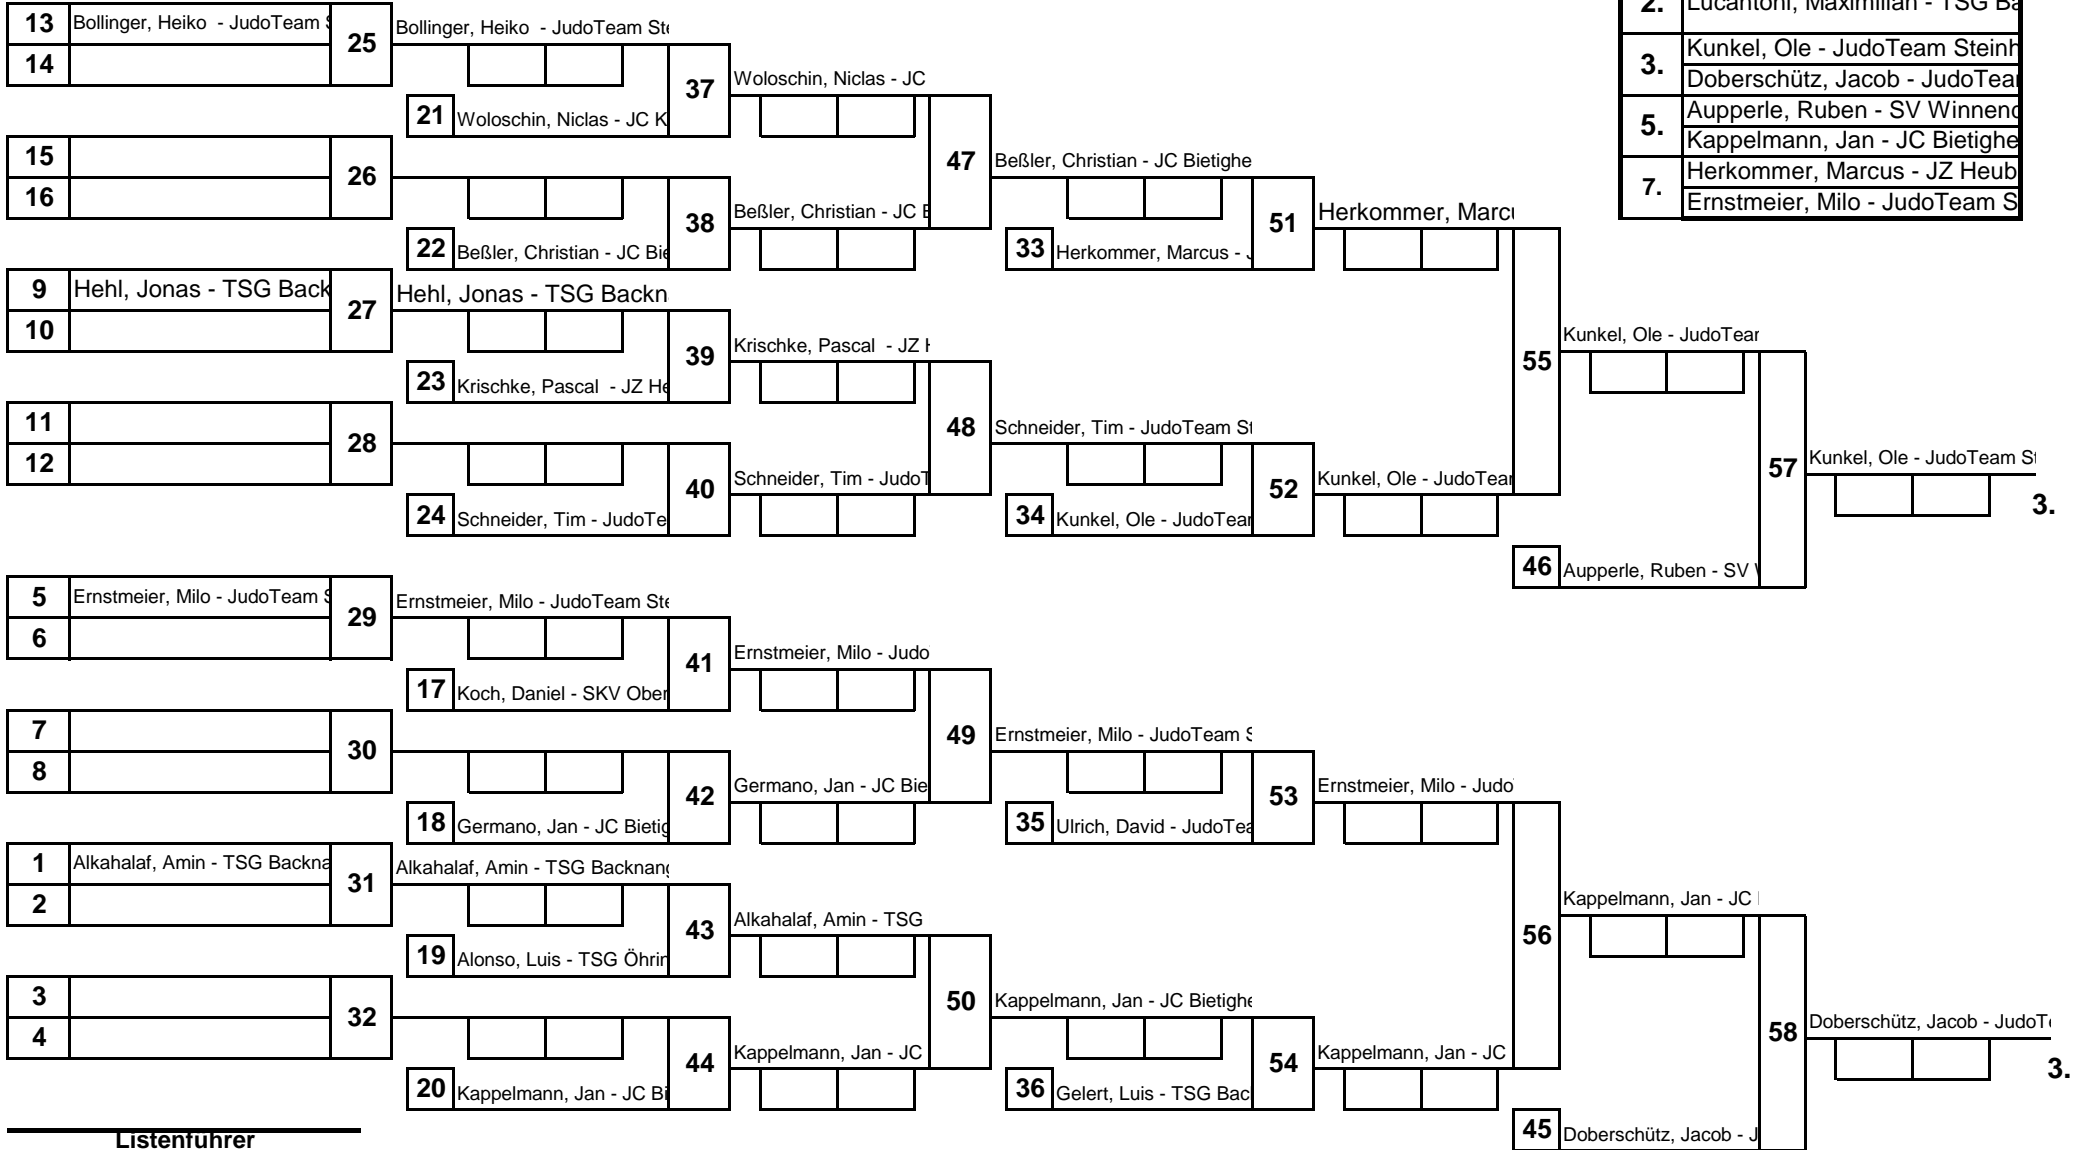 2. Lucantoni, Maximilian - TSG Ba
13 Bollinger, Heiko - JudoTeam S
25 Bollinger, Heiko - JudoTeam Ste
3. Kunkel, Ole - JudoTeam Steinh
14
Doberschütz, Jacob - JudoTea
37 Woloschin, Niclas - JC
21 Woloschin, Niclas - JC K
5. Aupperle, Ruben - SV Winnend
Kappelmann, Jan - JC Bietighe
15
26
47 Beßler, Christian - JC Bietighe
7. Herkommer, Marcus - JZ Heub
Ernstmeier, Milo - JudoTeam S
16
38 Beßler, Christian - JC B
51 Herkommer, Marcu
22 Beßler, Christian - JC Bie
33 Herkommer, Marcus - J
9 Hehl, Jonas - TSG Back
27 Hehl, Jonas - TSG Backn
10
39 Krischke, Pascal - JZ H
23 Krischke, Pascal - JZ He
55 Kunkel, Ole - JudoTear
11
28
48 Schneider, Tim - JudoTeam St
12
40 Schneider, Tim - JudoT
52 Kunkel, Ole - JudoTear
57 Kunkel, Ole - JudoTeam St
3.
24 Schneider, Tim - JudoTe
34 Kunkel, Ole - JudoTear
46 Aupperle, Ruben - SV W
5 Ernstmeier, Milo - JudoTeam S
29 Ernstmeier, Milo - JudoTeam Ste
6
41 Ernstmeier, Milo - Judo
17 Koch, Daniel - SKV Ober
7
30
49 Ernstmeier, Milo - JudoTeam S
8
42 Germano, Jan - JC Bie
53 Ernstmeier, Milo - Judo
18 Germano, Jan - JC Bietig
35 Ulrich, David - JudoTea
1 Alkahalaf, Amin - TSG Backna
31 Alkahalaf, Amin - TSG Backnang
2
43 Alkahalaf, Amin - TSG
19 Alonso, Luis - TSG Öhrin
56 Kappelmann, Jan - JC
3
32
50 Kappelmann, Jan - JC Bietighe
4
44 Kappelmann, Jan - JC
54 Kappelmann, Jan - JC
58 Doberschütz, Jacob - JudoTe
3.
20 Kappelmann, Jan - JC Bi
36 Gelert, Luis - TSG Bac
45 Doberschütz, Jacob - J
Listenführer